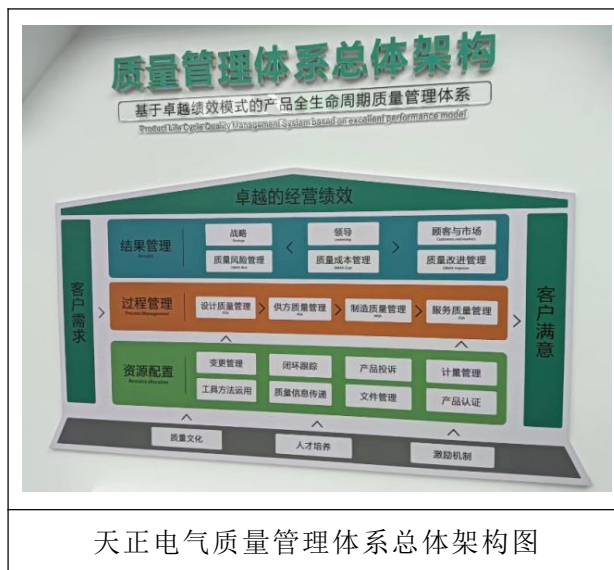 质量管理体系总体架构
基于卓越绩效模式的产品全生命周期质量管理体系
Product Life Cycle Quality Management System based on excellent performance model
卓越的经营绩效
客户需求
结果管理
战略
领导
顾客与市场
质量风险管理
质量成本管理
质量改进管理
过程管理
Process Management
设计质量管理
供方质量管理
制造质量管理
服务质量管理
资源配置
Resource allocation
变更管理
闭环跟踪
产品投诉
计量管理
工具方法运用
质量信息传递
文件管理
产品认证
客户满意
质量文化
人才培养
激励机制
天正电气质量管理体系总体架构图